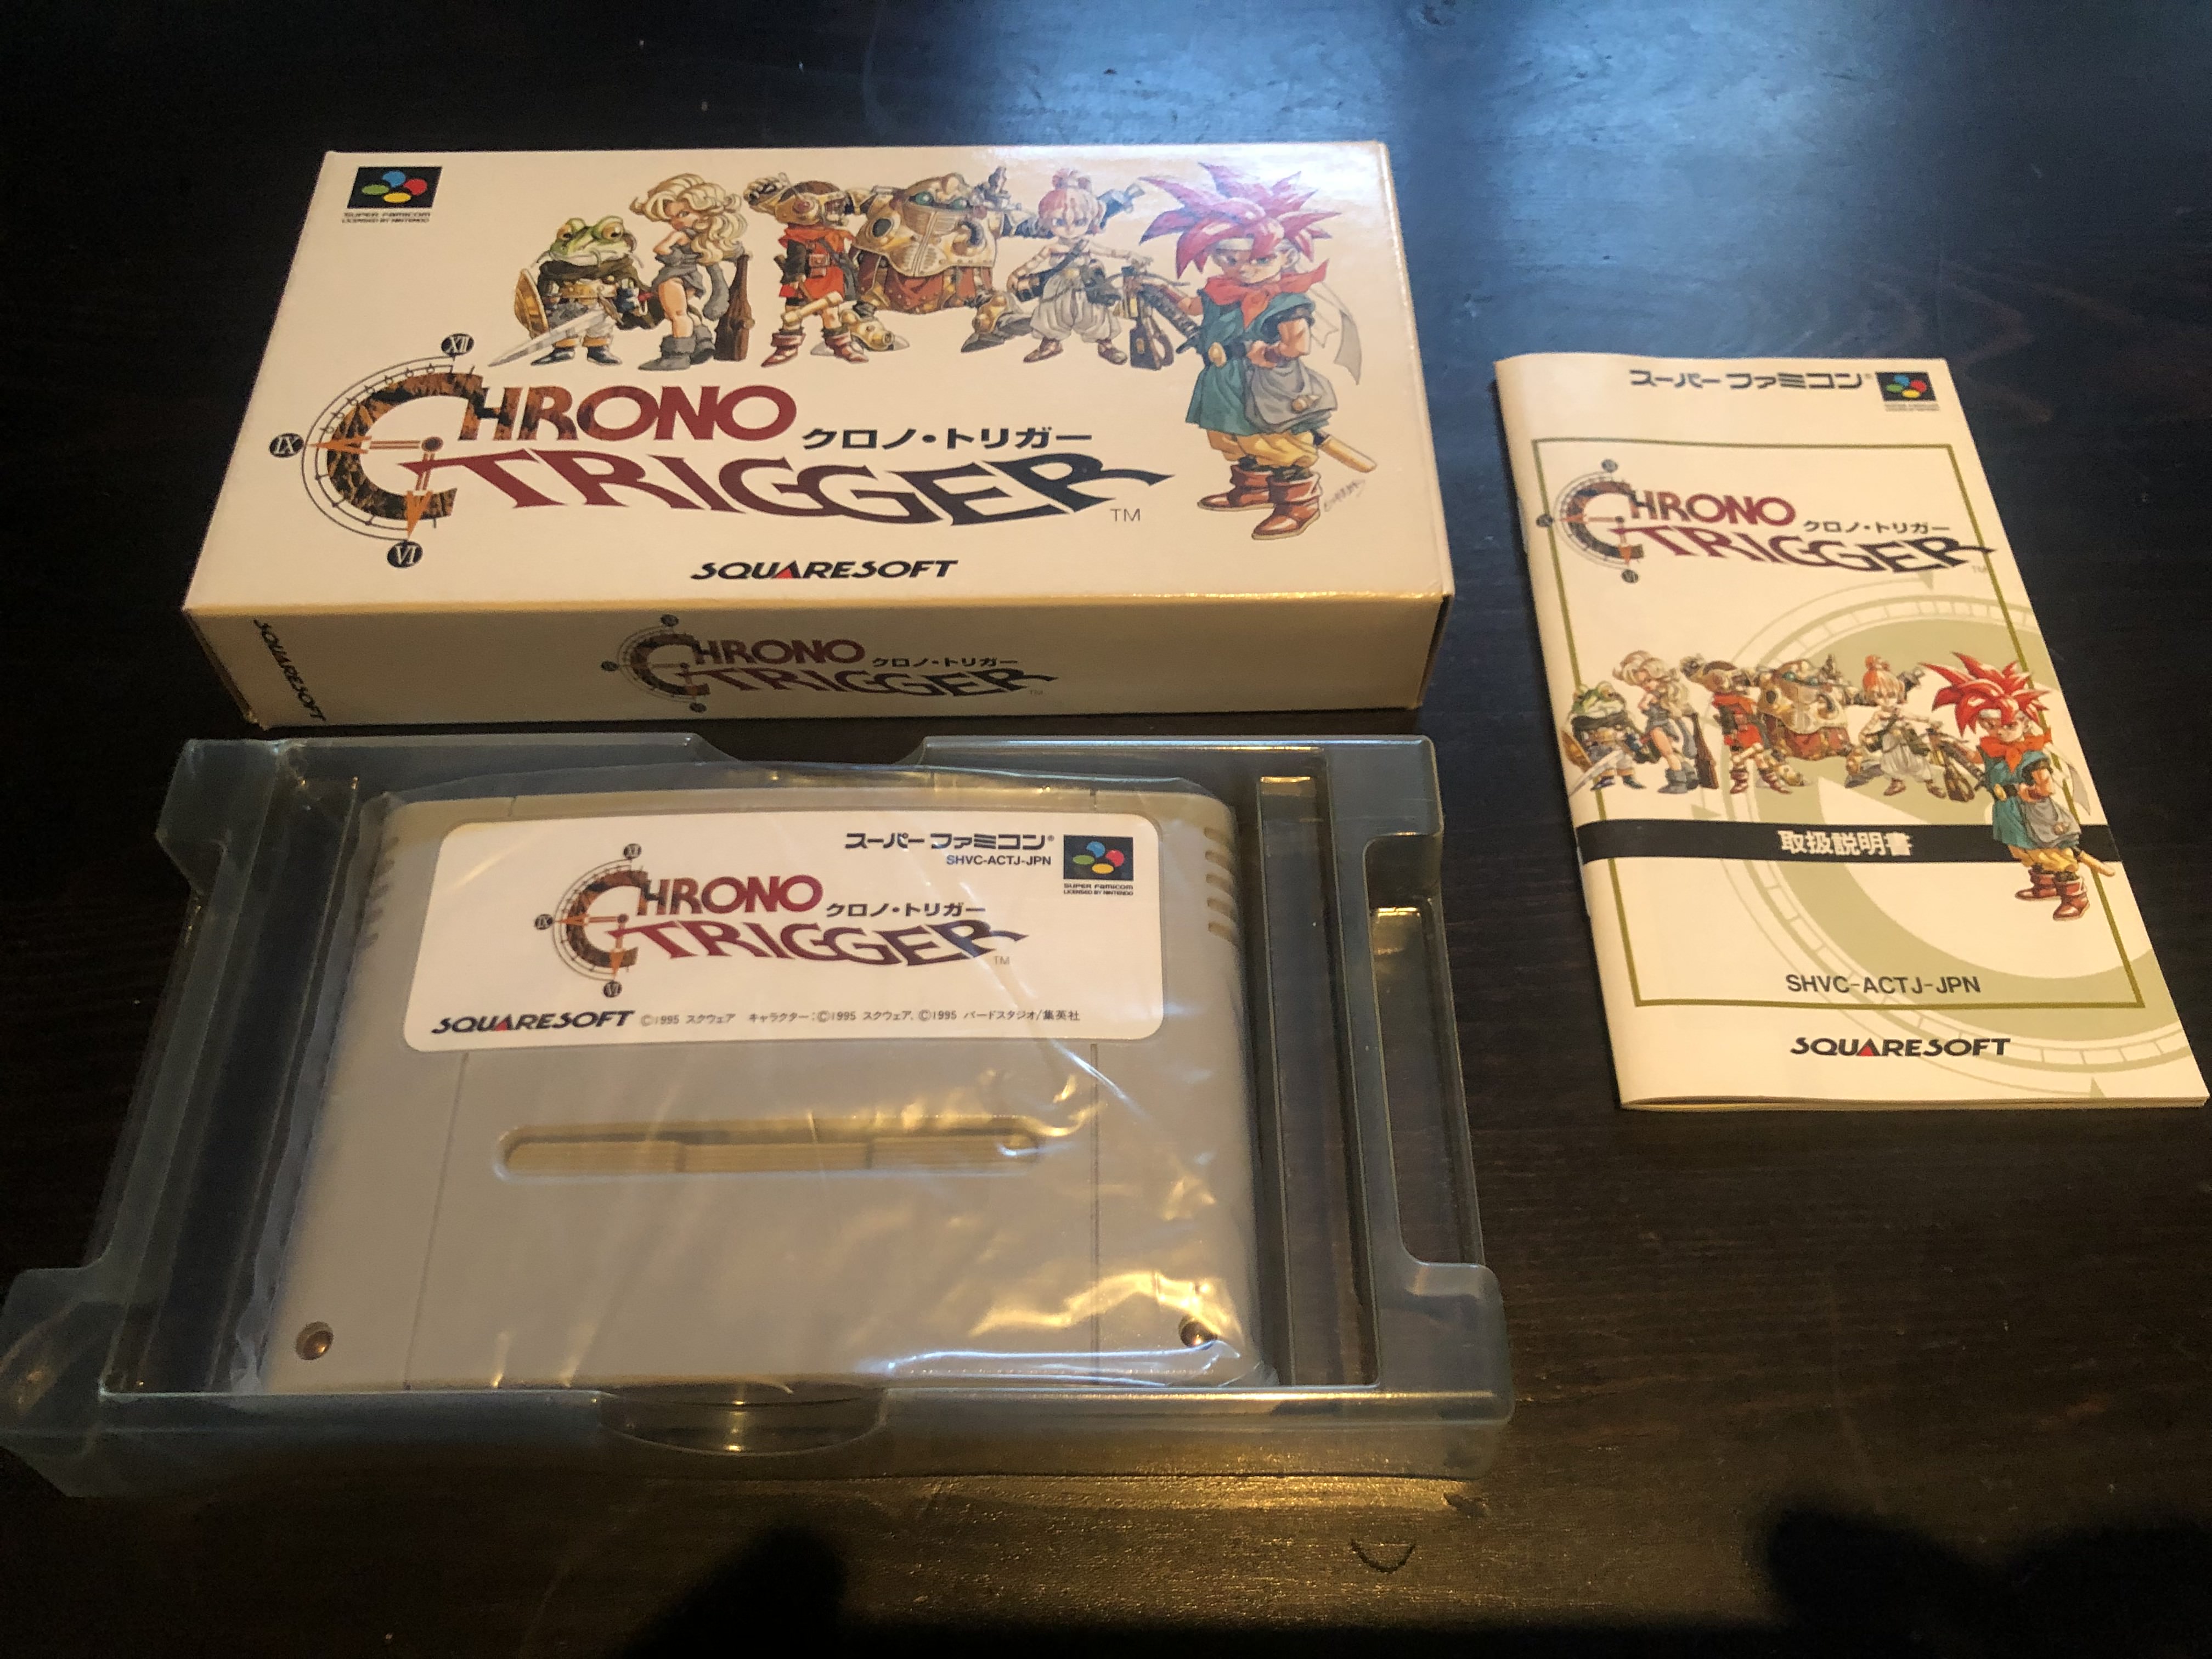 SUPER FAMICOM
LICENSED BY NINTENDO
XII
IX
VI
CHRONO
クロノ・トリガー
TRIGGER
TM
SQUARESOFT
SQUARESOFT
CHRONO
クロノ・トリガー
TRIGGER
TM
スーパーファミコン®
SHVC-ACTJ-JPN
SUPER FAMICOM
LICENSED BY NINTENDO
XII
IX
VI
CHRONO
クロノ・トリガー
TRIGGER
TM
SQUARESOFT ©1995 スクウェア キャラクター:©1995 スクウェア, ©1995 バードスタジオ/集英社
スーパーファミコン®
CHRONO
クロノ・トリガー
TRIGGER
TM
取扱説明書
SHVC-ACTJ-JPN
SQUARESOFT